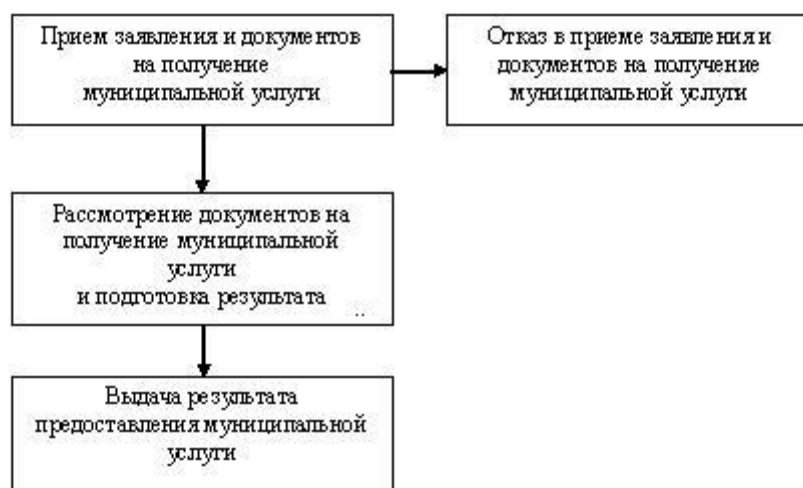 Прием заявления и документов
на получение
муниципальной услуги
Отказ в приеме заявления и
документов на получение
муниципальной услуги
Рассмотрение документов на
получение муниципальной
услуги
и подготовка результата
..
Выдача результата
предоставления муниципальной
услуги